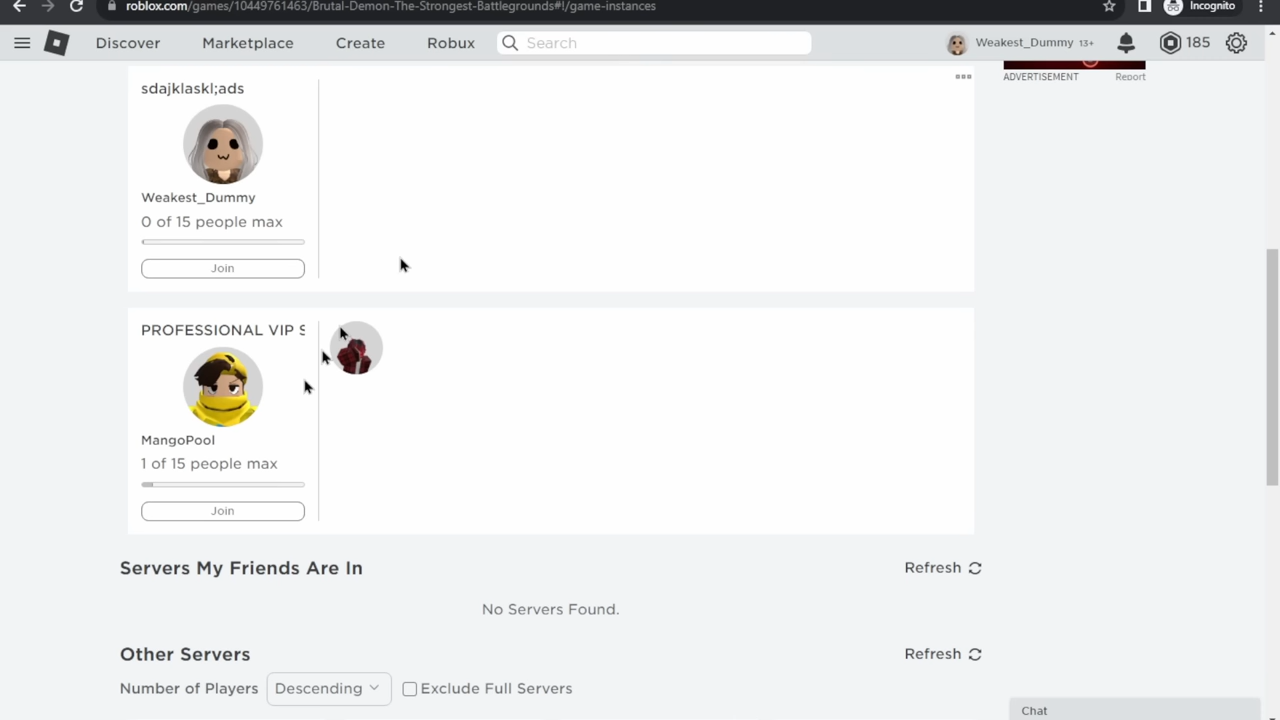 roblox.com/games/10449761463/Brutal-Demon-The-Strongest-Battlegrounds#!/game-instances
Incognito
Discover
Marketplace
Create
Robux
Search
Weakest_Dummy 13+
185
ADVERTISEMENT
Report
sdajklaskl;ads
Weakest_Dummy
0 of 15 people max
Join
PROFESSIONAL VIP S
MangoPool
1 of 15 people max
Join
Servers My Friends Are In
Refresh
No Servers Found.
Other Servers
Refresh
Number of Players
Descending
Exclude Full Servers
Chat